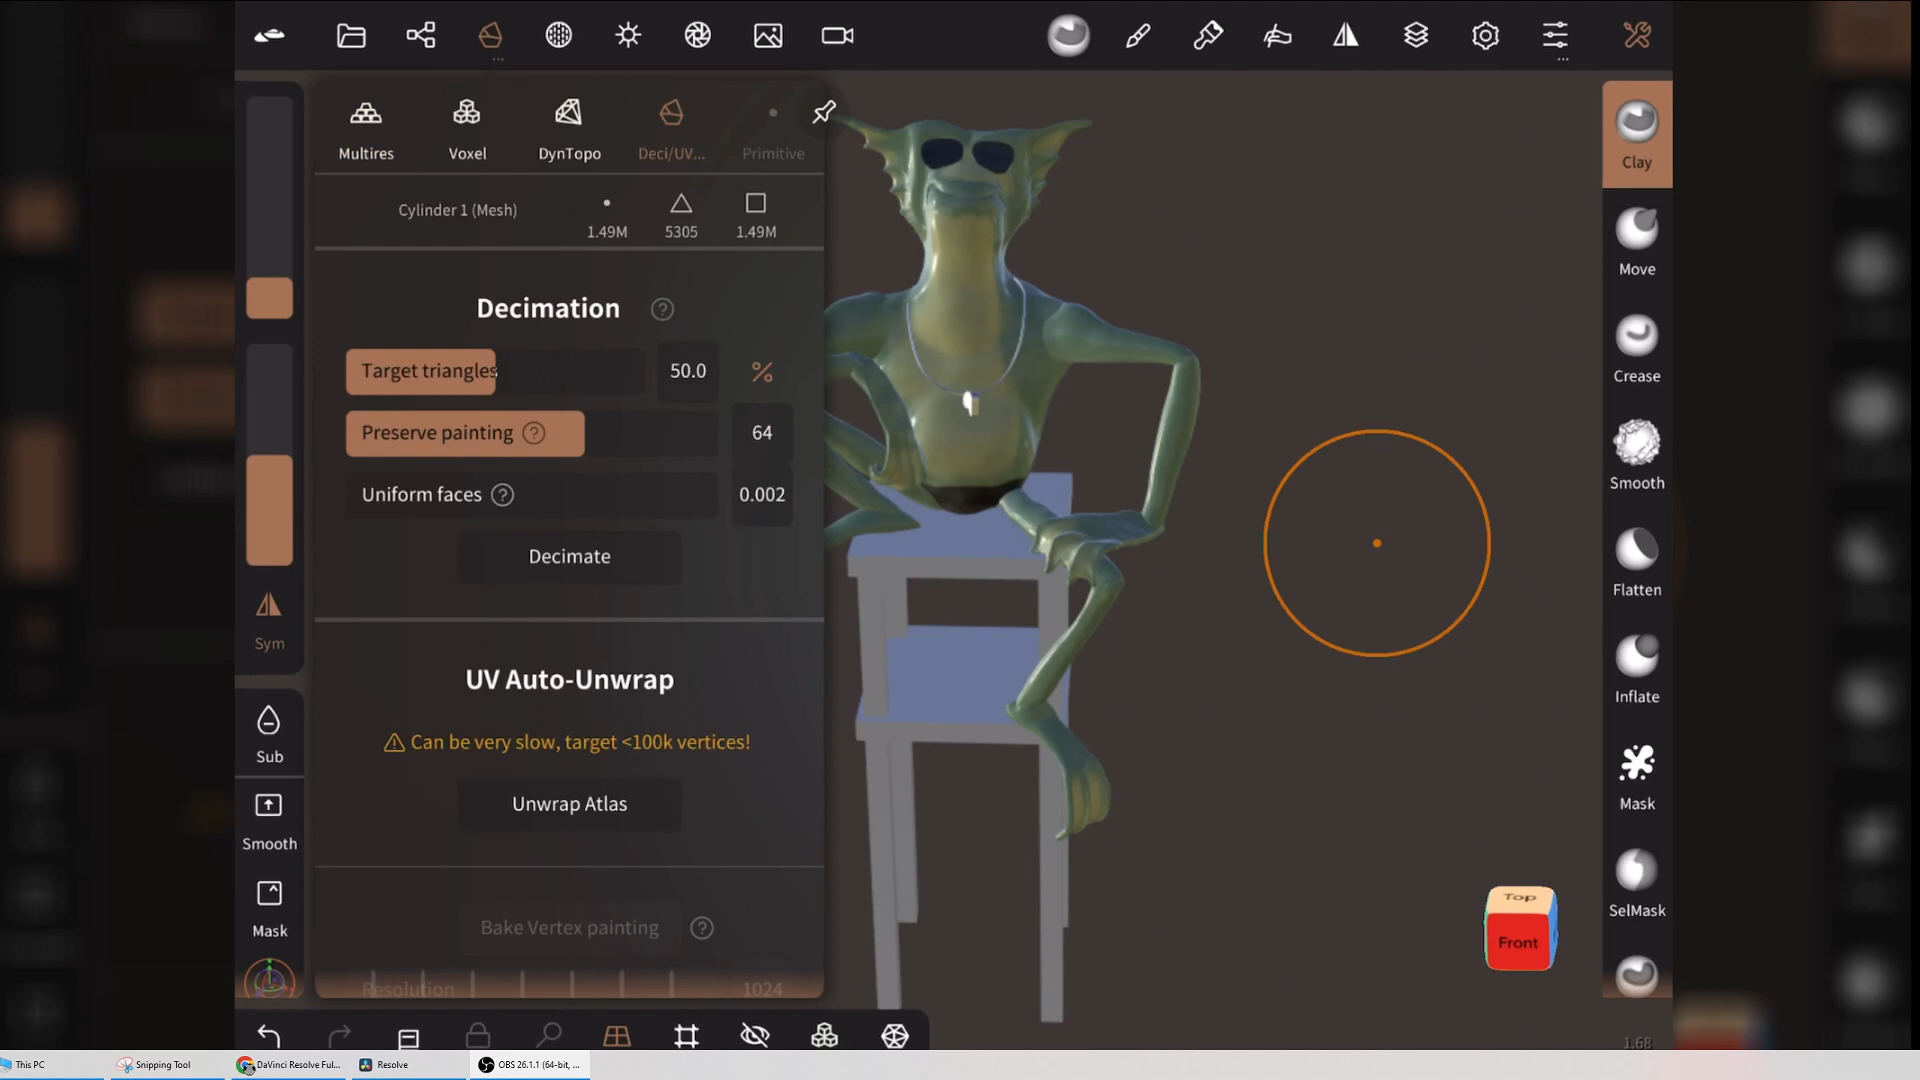 Multires Voxel DynTopo Deci/UV... Primitive
Cylinder 1 (Mesh) 1.49M 5305 1.49M
Decimation ?
Target triangles 50.0 %
Preserve painting ? 64
Uniform faces ? 0.002
Decimate
UV Auto-Unwrap
Can be very slow, target <100k vertices!
Unwrap Atlas
Bake Vertex painting ?
Resolution 1024
Sym
Sub
Smooth
Mask
Clay
Move
Crease
Smooth
Flatten
Inflate
Mask
SelMask
Top
Front
1.68
This PC
Snipping Tool
DaVinci Resolve Ful...
Resolve
OBS 26.1.1 (64-bit, ...